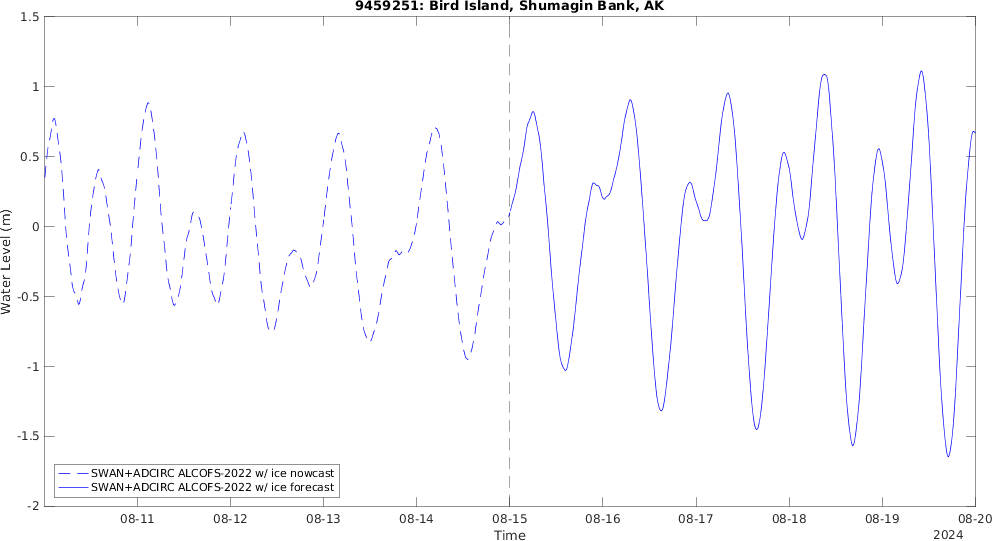 9459251: Bird Island, Shumagin Bank, AK
1.5
1
0.5
0
-0.5
-1
-1.5
-2
Water Level (m)
SWAN+ADCIRC ALCOFS-2022 w/ ice nowcast
SWAN+ADCIRC ALCOFS-2022 w/ ice forecast
08-11 08-12 08-13 08-14 08-15 08-16 08-17 08-18 08-19 08-20
Time
2024